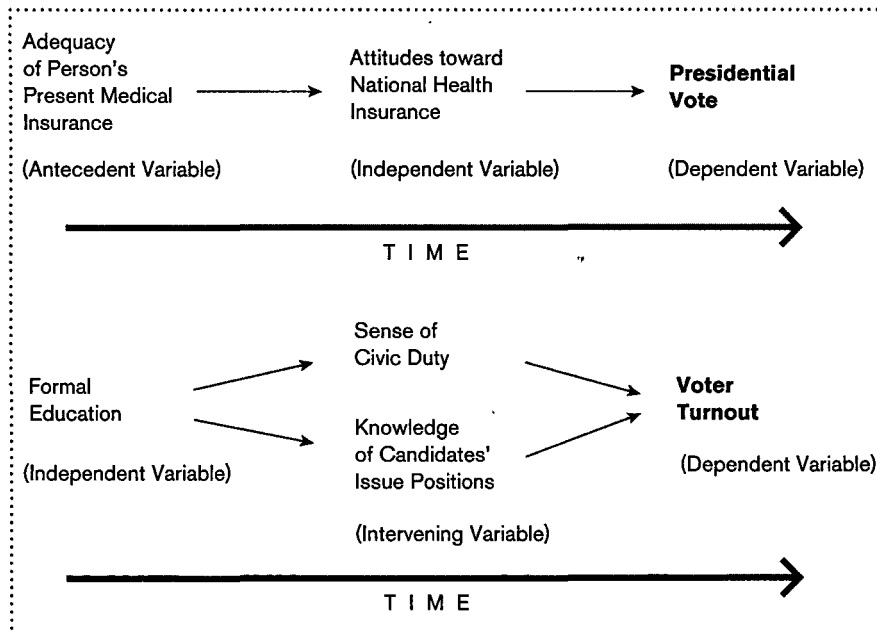 Adequacy
of Person's
Present Medical
Insurance
(Antecedent Variable)
Attitudes toward
National Health
Insurance
(Independent Variable)
Presidential
Vote
(Dependent Variable)
T I M E
Formal
Education
(Independent Variable)
Sense of
Civic Duty
Knowledge
of Candidates'
Issue Positions
(Intervening Variable)
Voter
Turnout
(Dependent Variable)
T I M E